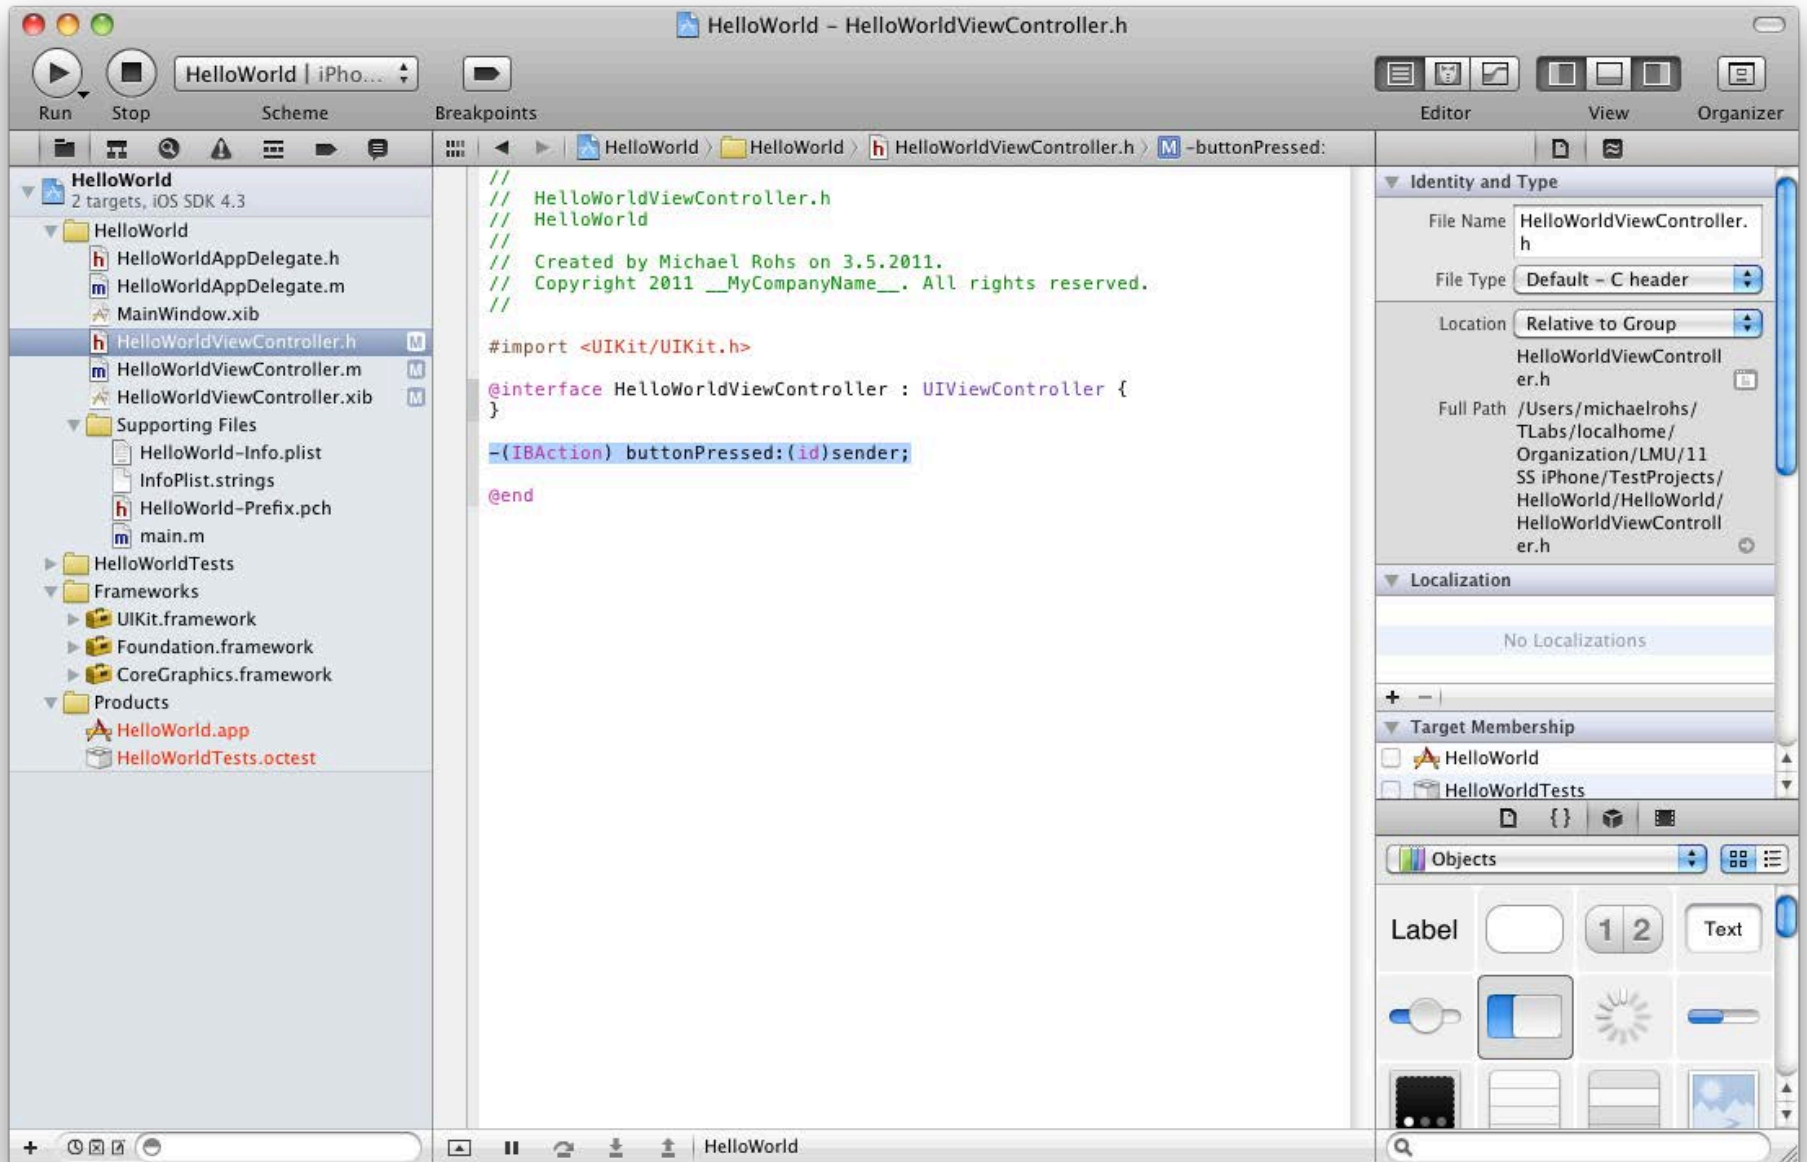 HelloWorld – HelloWorldViewController.h
HelloWorld | iPho...
Run
Stop
Scheme
Breakpoints
Editor
View
Organizer
HelloWorld
HelloWorld
h HelloWorldViewController.h
M -buttonPressed:
HelloWorld
2 targets, iOS SDK 4.3
HelloWorld
h HelloWorldAppDelegate.h
m HelloWorldAppDelegate.m
MainWindow.xib
h HelloWorldViewController.h M
m HelloWorldViewController.m M
HelloWorldViewController.xib M
Supporting Files
HelloWorld-Info.plist
InfoPlist.strings
h HelloWorld-Prefix.pch
m main.m
HelloWorldTests
Frameworks
UIKit.framework
Foundation.framework
CoreGraphics.framework
Products
HelloWorld.app
HelloWorldTests.octest
//
// HelloWorldViewController.h
// HelloWorld
//
// Created by Michael Rohs on 3.5.2011.
// Copyright 2011 __MyCompanyName__. All rights reserved.
//
#import <UIKit/UIKit.h>
@interface HelloWorldViewController : UIViewController {
}
-(IBAction) buttonPressed:(id)sender;
@end
Identity and Type
File Name HelloWorldViewController.
h
File Type Default – C header
Location Relative to Group
HelloWorldViewControll
er.h
Full Path /Users/michaelrohs/
TLabs/localhome/
Organization/LMU/11
SS iPhone/TestProjects/
HelloWorld/HelloWorld/
HelloWorldViewControll
er.h
Localization
No Localizations
+ −
Target Membership
HelloWorld
HelloWorldTests
{}
Objects
Label
1 2
Text
+
HelloWorld